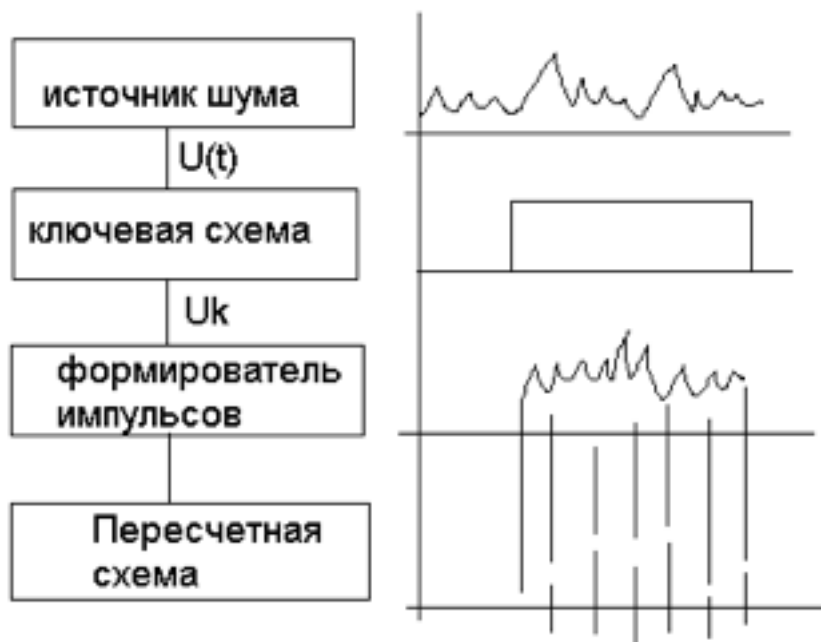 источник шума
U(t)
ключевая схема
Uk
формирователь
импульсов
Пересчетная
схема